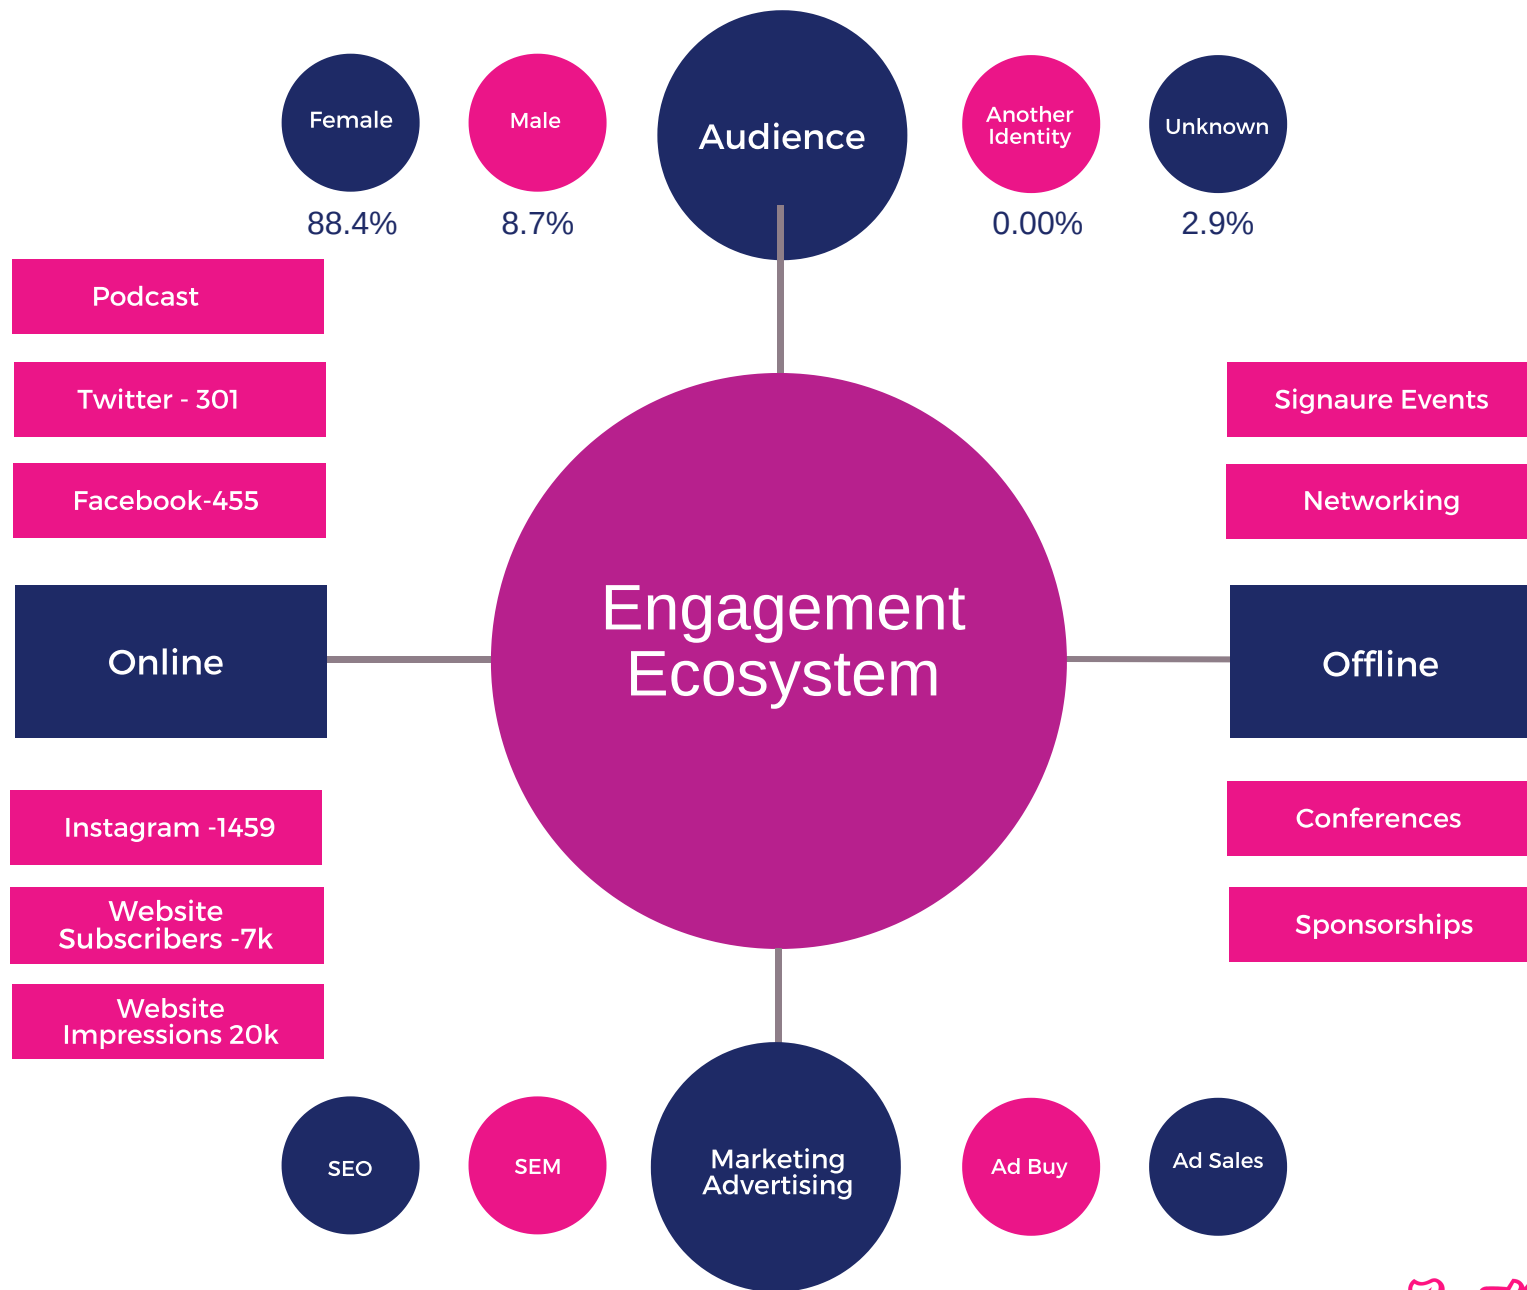 Female
Male
Audience
Another
Identity
Unknown
88.4%
8.7%
0.00%
2.9%
Podcast
Twitter - 301
Facebook-455
Online
Instagram -1459
Website
Subscribers -7k
Website
Impressions 20k
Engagement
Ecosystem
Signaure Events
Networking
Offline
Conferences
Sponsorships
SEO
SEM
Marketing
Advertising
Ad Buy
Ad Sales